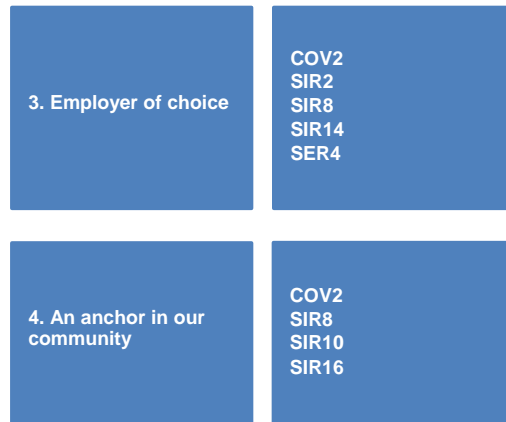 3. Employer of choice
COV2
SIR2
SIR8
SIR14
SER4
4. An anchor in our
community
COV2
SIR8
SIR10
SIR16